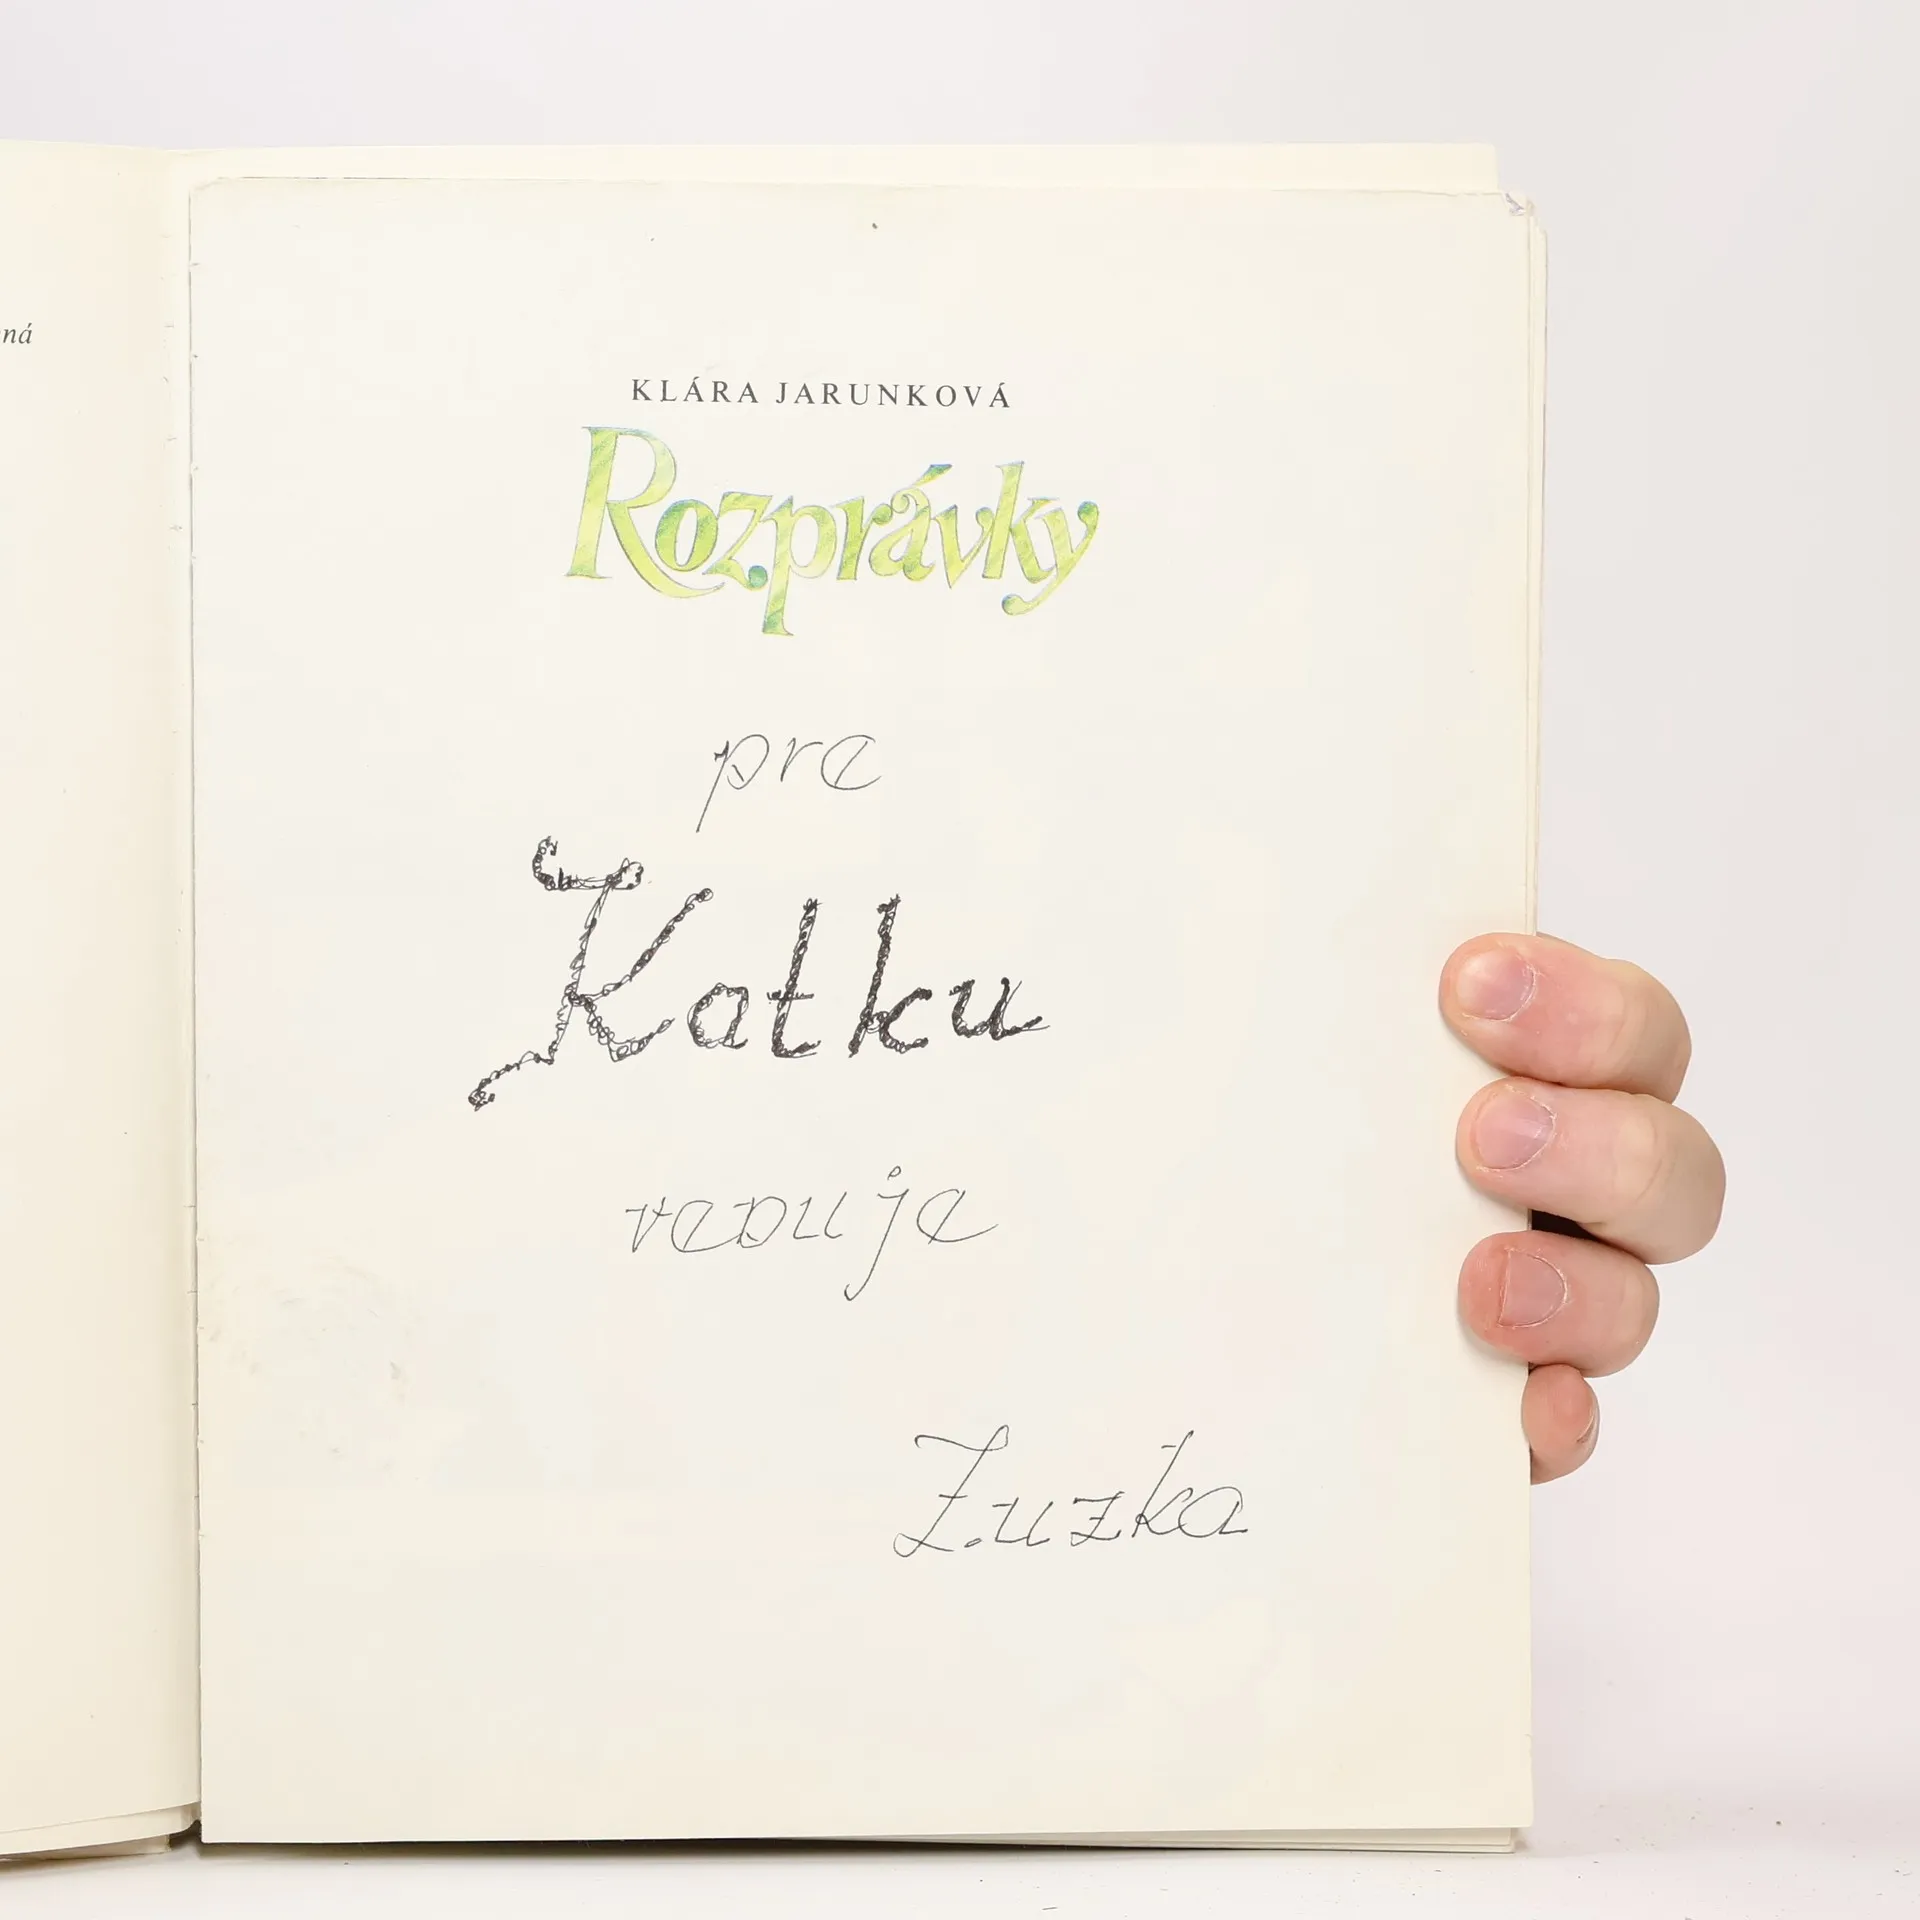 ná
KLÁRA JARUNKOVÁ
Rozprávky
pre
Katku
venuje
Zuzka